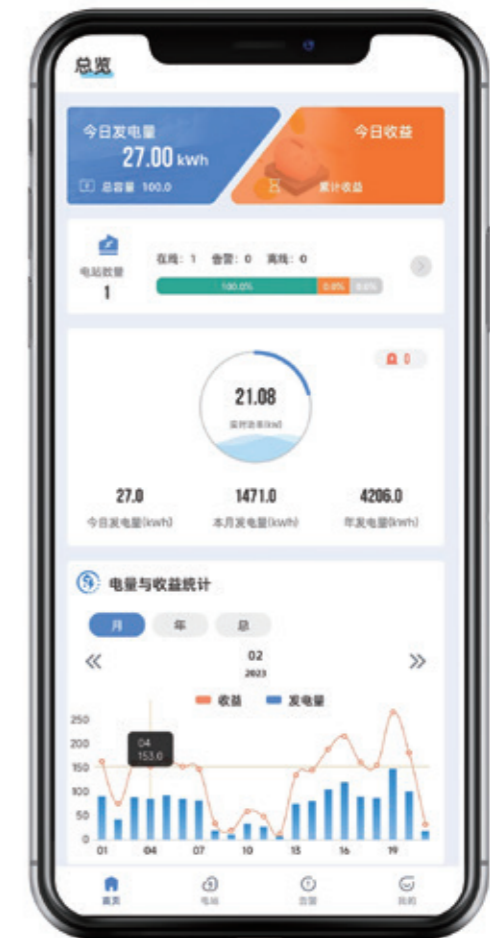 总览
今日发电量
27.00 kWh
总容量 100.0
今日收益
累计收益
电站数量
1
在线：1 告警：0 离线：0
100.0% 0.0% 0.0%
0
21.08
实时功率(kW)
27.0 1471.0 4206.0
今日发电量(kWh) 本月发电量(kWh) 年发电量(kWh)
电量与收益统计
月 年 总
02
2023
收益 发电量
250
200
150
100
50
0
04
153.0
01 04 07 10 13 16 19
首页 电站 告警 我的